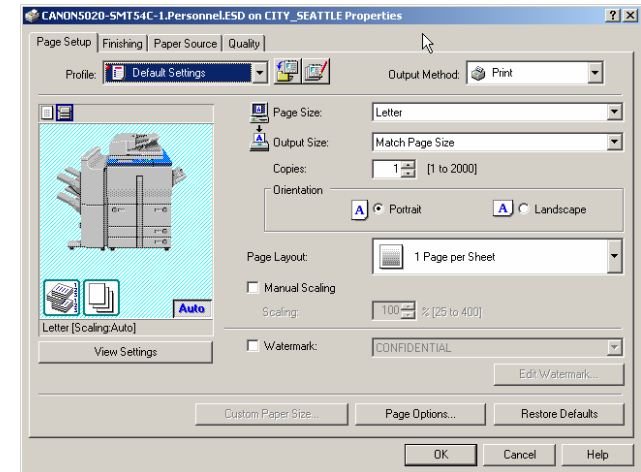 CANON5020-SMT54C-1.Personnel.ESD on CITY_SEATTLE Properties
Page Setup Finishing Paper Source Quality
Profile: Default Settings Output Method: Print
Page Size: Letter
Output Size: Match Page Size
Copies: 1 [1 to 2000]
Orientation
A Portrait A Landscape
Page Layout: 1 Page per Sheet
Manual Scaling
Auto
Scaling: 100 % [25 to 400]
Letter [Scaling:Auto]
View Settings
Watermark: CONFIDENTIAL
Edit Watermark...
Custom Paper Size... Page Options... Restore Defaults
OK Cancel Help